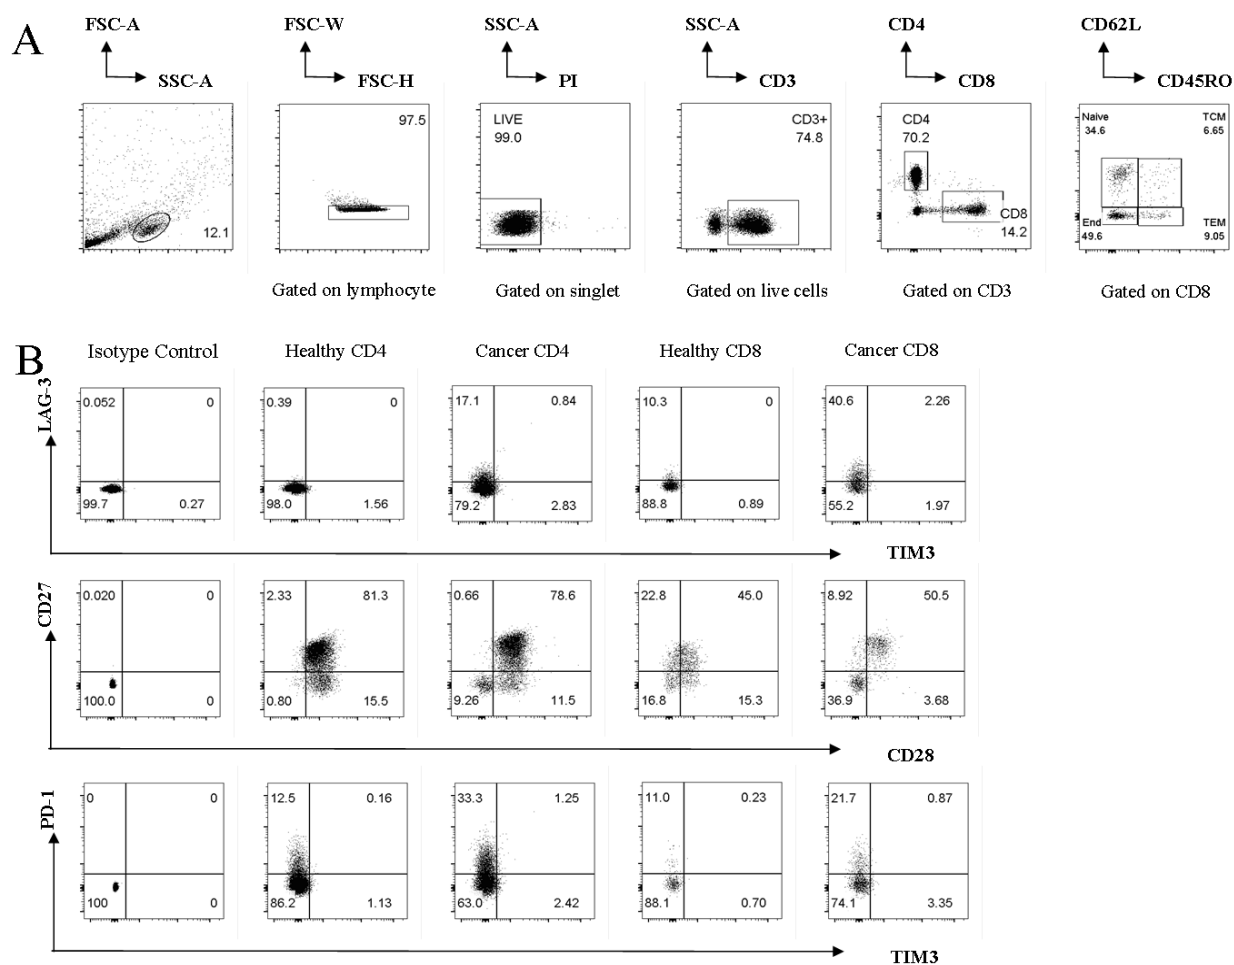 A
FSC-A
SSC-A
FSC-W
FSC-H
SSC-A
PI
SSC-A
CD3
CD4
CD8
CD62L
CD45RO
12.1
97.5
LIVE
99.0
CD3+
74.8
CD4
70.2
CD8
14.2
Naive
34.6
TCM
6.65
End
49.6
TEM
9.05
Gated on lymphocyte
Gated on singlet
Gated on live cells
Gated on CD3
Gated on CD8
B
Isotype Control
Healthy CD4
Cancer CD4
Healthy CD8
Cancer CD8
LAG-3
0.052 0
99.7 0.27
0.39 0
98.0 1.56
17.1 0.84
79.2 2.83
10.3 0
88.8 0.89
40.6 2.26
55.2 1.97
TIM3
CD27
0.020 0
100.0 0
2.33 81.3
0.80 15.5
0.66 78.6
9.26 11.5
22.8 45.0
16.8 15.3
8.92 50.5
36.9 3.68
CD28
PD-1
0 0
100 0
12.5 0.16
86.2 1.13
33.3 1.25
63.0 2.42
11.0 0.23
88.1 0.70
21.7 0.87
74.1 3.35
TIM3